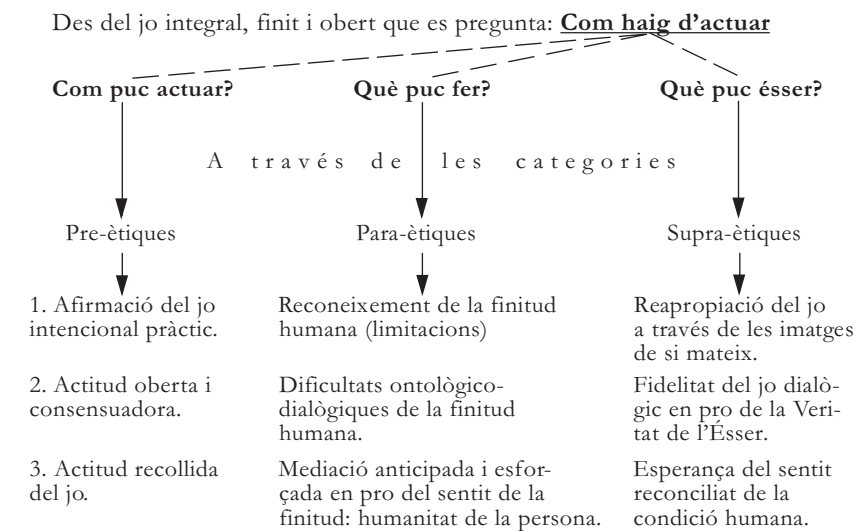 Des del jo integral, finit i obert que es pregunta: Com haig d'actuar
Com puc actuar? Què puc fer? Què puc ésser?
A través de les categories
Pre-ètiques Para-ètiques Supra-ètiques
1. Afirmació del jo
intencional pràctic.
Reconeixement de la finitud
humana (limitacions)
Reapropiació del jo
a través de les imatges
de si mateix.
2. Actitud oberta i
consensuadora.
Dificultats ontològico-
dialògiques de la finitud
humana.
Fidelitat del jo dialò-
gic en pro de la Veri-
tat de l'Ésser.
3. Actitud recollida
del jo.
Mediació anticipada i esfor-
çada en pro del sentit de la
finitud: humanitat de la persona.
Esperança del sentit
reconciliat de la
condició humana.